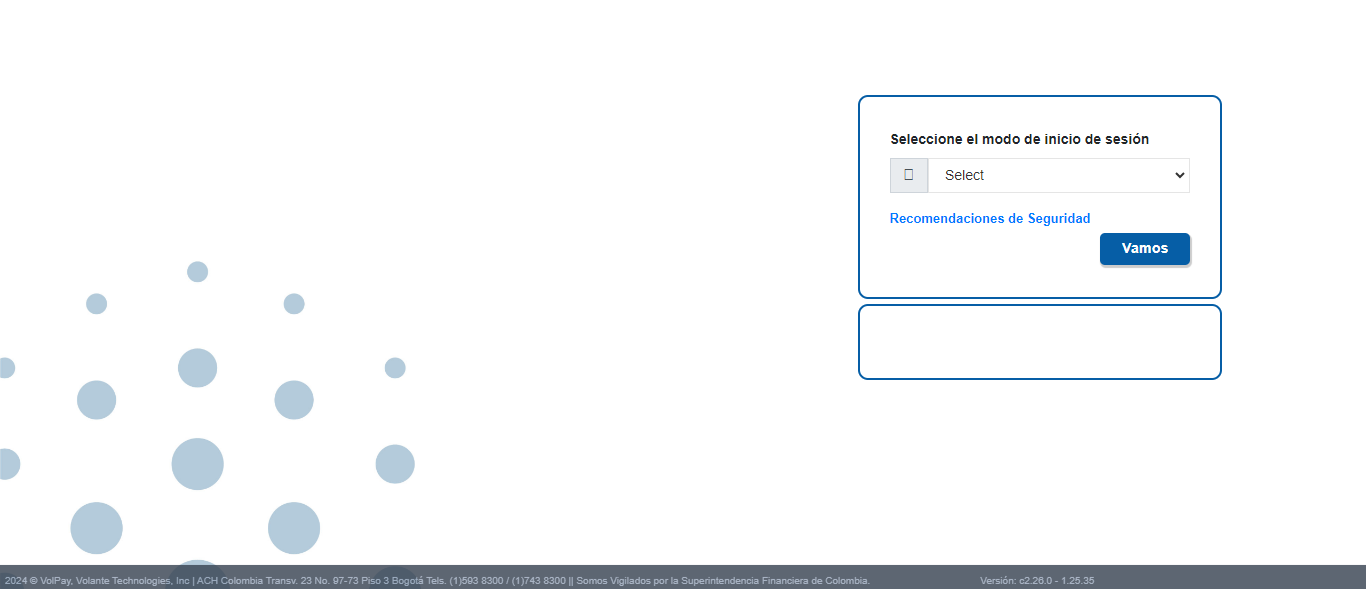 Seleccione el modo de inicio de sesión
Select
Recomendaciones de Seguridad
Vamos
2024 © VolPay, Volante Technologies, Inc | ACH Colombia Transv. 23 No. 97-73 Piso 3 Bogotá Tels. (1)593 8300 / (1)743 8300 || Somos Vigilados por la Superintendencia Financiera de Colombia. Versión: c2.26.0 - 1.25.35